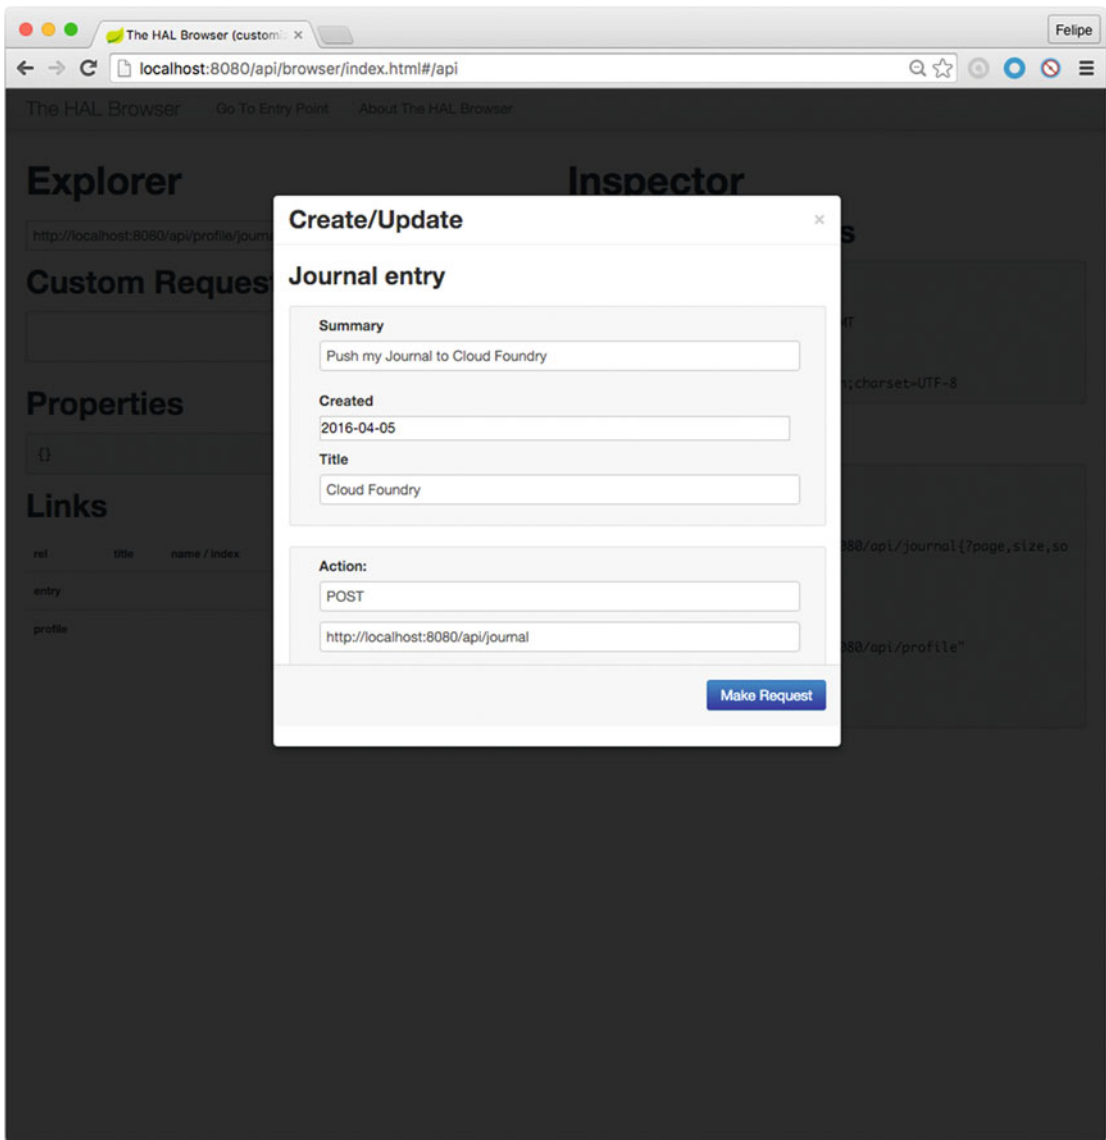 The HAL Browser (customiz
Felipe
localhost:8080/api/browser/index.html#/api
The HAL Browser Go To Entry Point About The HAL Browser
Explorer
Inspector
http://localhost:8080/api/profile/journa
Custom Reques
Properties
{}
Links
rel title name / index
entry
profile
Create/Update
×
Journal entry
Summary
Push my Journal to Cloud Foundry
Created
2016-04-05
Title
Cloud Foundry
Action:
POST
http://localhost:8080/api/journal
Make Request
s
MT
n;charset=UTF-8
080/api/journal{?page,size,so
080/api/profile"